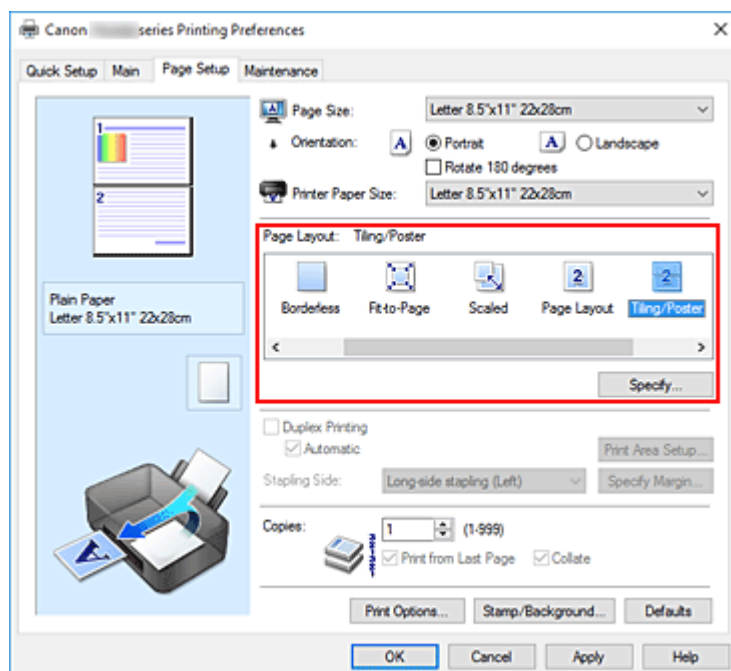 Canon series Printing Preferences
Quick Setup Main Page Setup Maintenance
1
2
Plain Paper
Letter 8.5"x11" 22x28cm
Page Size: Letter 8.5"x11" 22x28cm
Orientation: A Portrait A Landscape
Rotate 180 degrees
Printer Paper Size: Letter 8.5"x11" 22x28cm
Page Layout: Tiling/Poster
2 2
Borderless Fit-to-Page Scaled Page Layout Tiling/Poster
Specify...
Duplex Printing
Automatic
Print Area Setup...
Stapling Side: Long-side stapling (Left) Specify Margin...
Copies: 1 (1-999)
Print from Last Page Collate
A
Print Options... Stamp/Background... Defaults
OK Cancel Apply Help